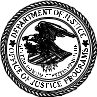 DEPARTMENT OF JUSTICE
OFFICE OF JUSTICE PROGRAMS